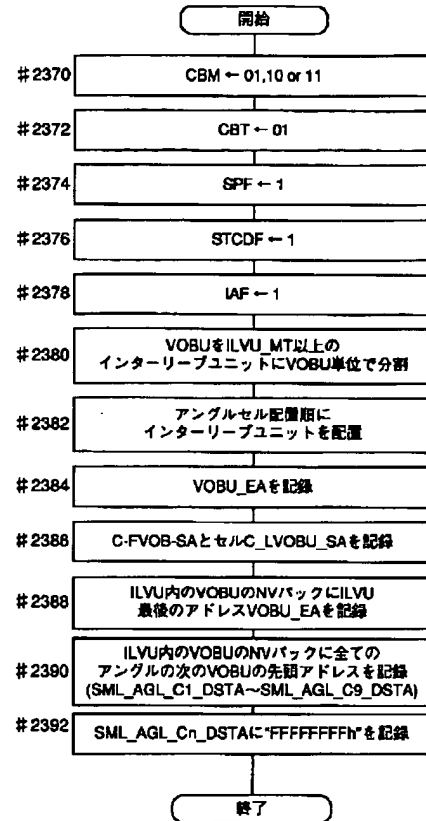 開始
#2370
CBM ← 01,10 or 11
#2372
CBT ← 01
#2374
SPF ← 1
#2376
STCDF ← 1
#2378
IAF ← 1
#2380
VOBUをILVU_MT以上の
インターリーブユニットにVOBU単位で分割
#2382
アングルセル配置順に
インターリーブユニットを配置
#2384
VOBU_EAを記録
#2386
C-FVOB-SAとセルC_LVOBU_SAを記録
#2388
ILVU内のVOBUのNVパックにILVU
最後のアドレスVOBU_EAを記録
#2390
ILVU内のVOBUのNVパックに全ての
アングルの次のVOBUの先頭アドレスを記録
(SML_AGL_C1_DSTA～SML_AGL_C9_DSTA)
#2392
SML_AGL_Cn_DSTAに"FFFFFFFFh"を記録
終了